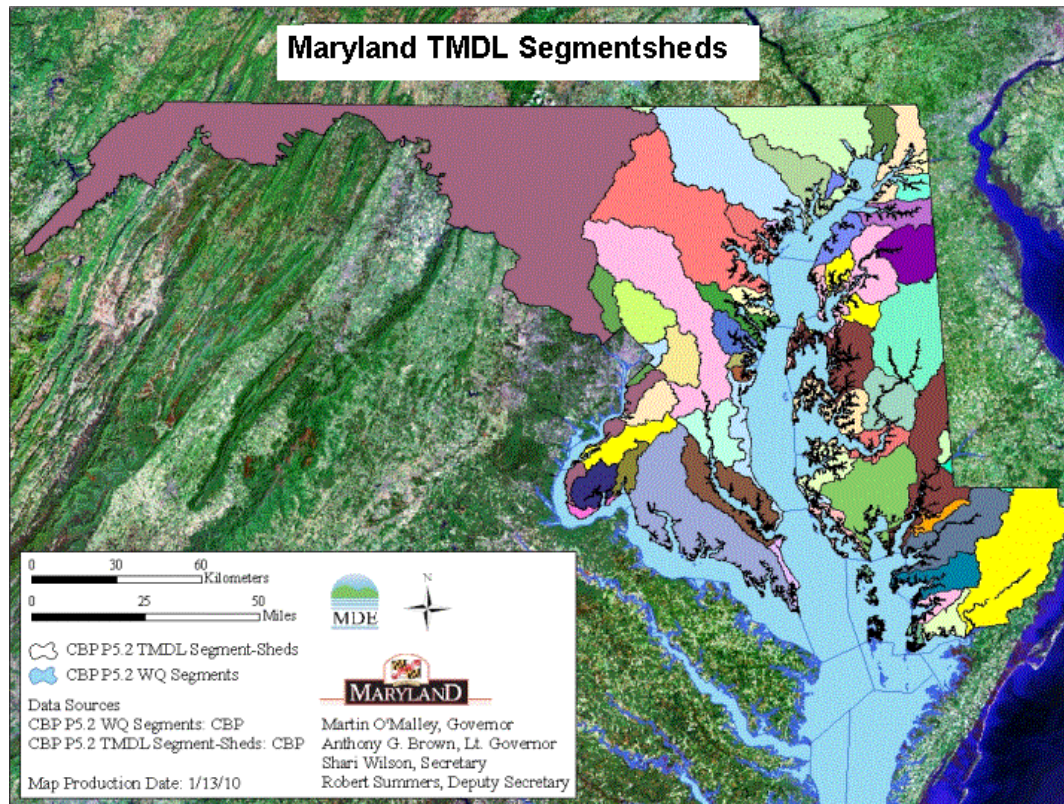 Maryland TMDL Segmentsheds
0 30 60
Kilometers
0 25 50
Miles
MDE
N
CBP P5.2 TMDL Segment-Sheds
CBP P5.2 WQ Segments
MARYLAND
Data Sources
CBP P5.2 WQ Segments: CBP
CBP P5.2 TMDL Segment-Sheds: CBP
Map Production Date: 1/13/10
Martin O'Malley, Governor
Anthony G. Brown, Lt. Governor
Shari Wilson, Secretary
Robert Summers, Deputy Secretary